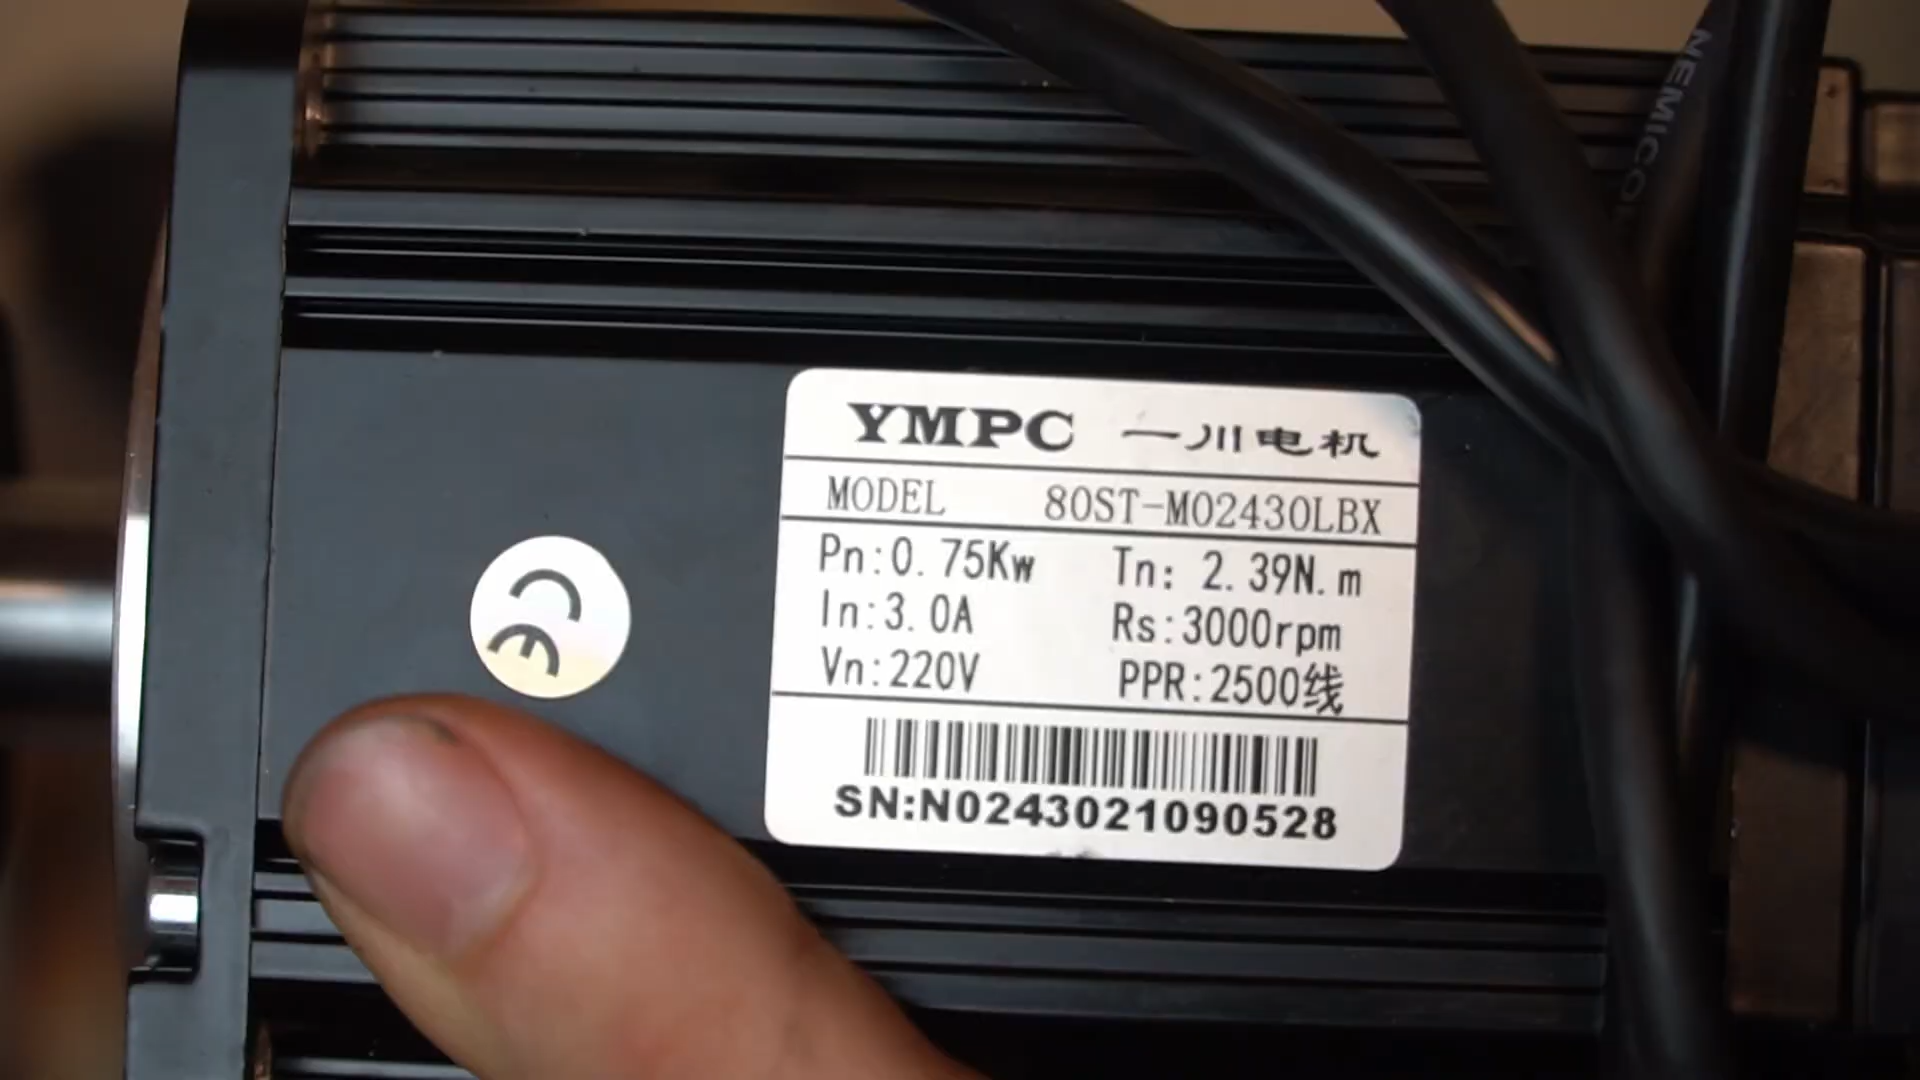 NEMICO
YMPC 一川电机
MODEL 80ST-M02430LBX
Pn:0.75Kw Tn: 2.39N.m
In:3.0A Rs:3000rpm
Vn:220V PPR:2500线
SN:N0243021090528
CE